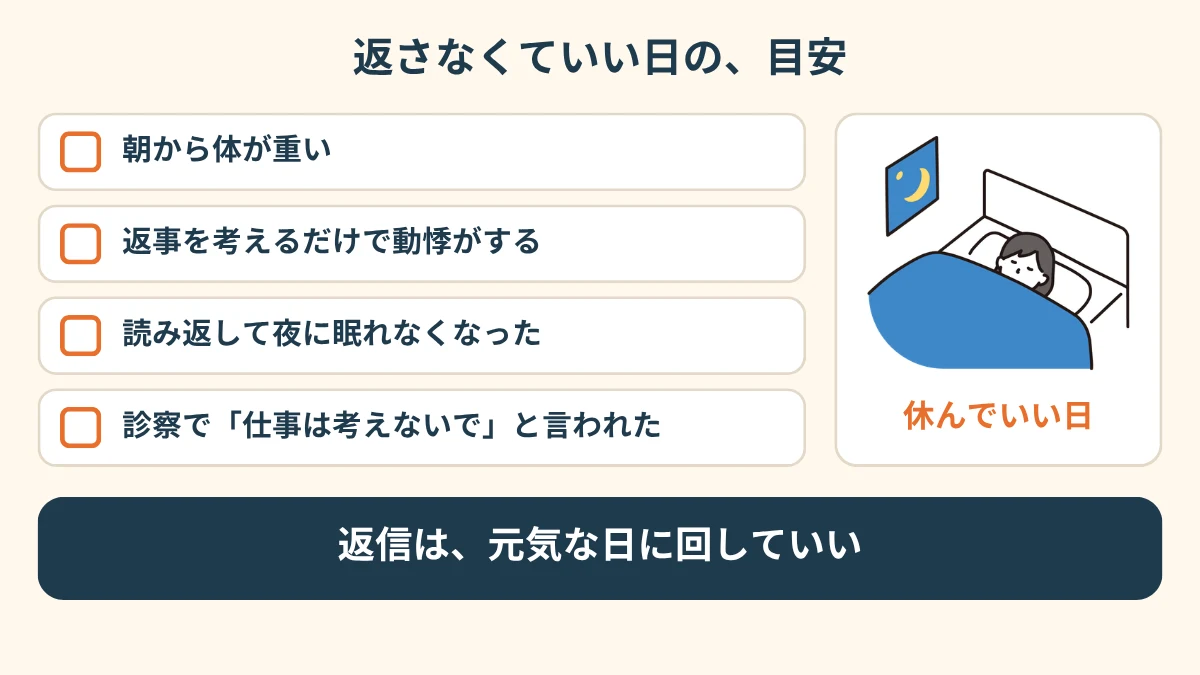 返さなくていい日の、目安
朝から体が重い
返事を考えるだけで動悸がする
読み返して夜に眠れなくなった
診察で「仕事は考えないで」と言われた
休んでいい日
返信は、元気な日に回していい